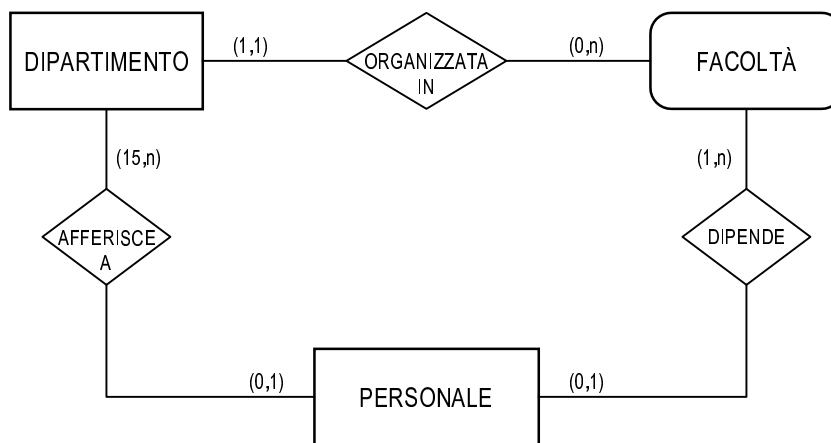 DIPARTIMENTO
(1,1)
ORGANIZZATA
IN
(0,n)
FACOLTÀ
(15,n)
(1,n)
AFFERISCE
A
DIPENDE
(0,1)
PERSONALE
(0,1)